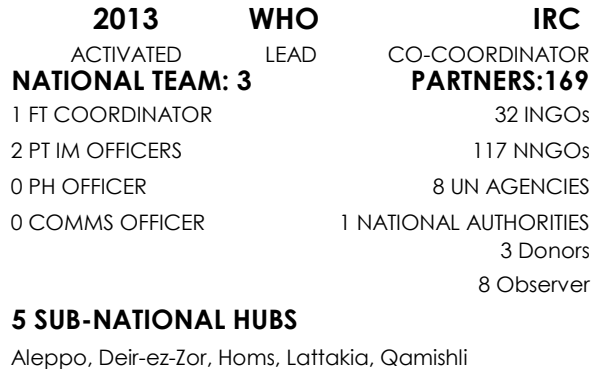 2013 WHO IRC
ACTIVATED LEAD CO-COORDINATOR
NATIONAL TEAM: 3 PARTNERS:169
1 FT COORDINATOR 32 INGOs
2 PT IM OFFICERS 117 NNGOs
0 PH OFFICER 8 UN AGENCIES
0 COMMS OFFICER 1 NATIONAL AUTHORITIES
3 Donors
8 Observer
5 SUB-NATIONAL HUBS
Aleppo, Deir-ez-Zor, Homs, Lattakia, Qamishli